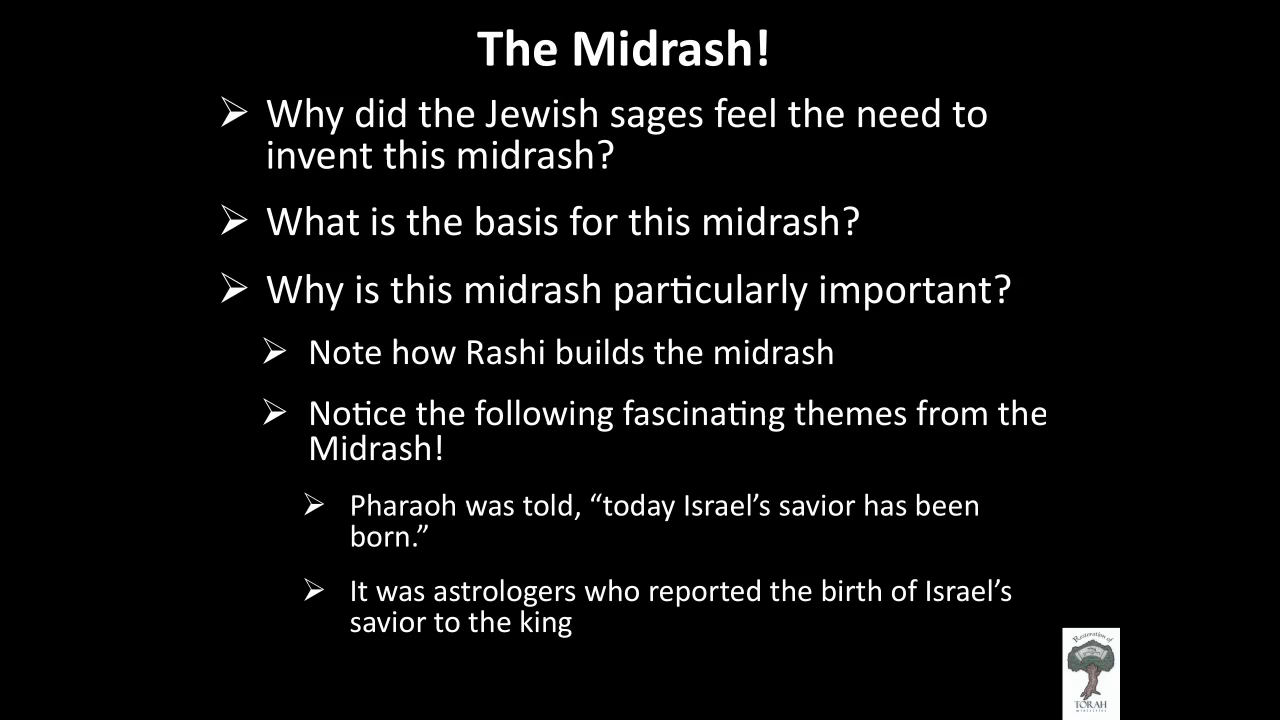 The Midrash!
Why did the Jewish sages feel the need to
invent this midrash?
What is the basis for this midrash?
Why is this midrash particularly important?
Note how Rashi builds the midrash
Notice the following fascinating themes from the
Midrash!
Pharaoh was told, “today Israel’s savior has been
born.”
It was astrologers who reported the birth of Israel’s
savior to the king
Restoration of
TORAH
ministries